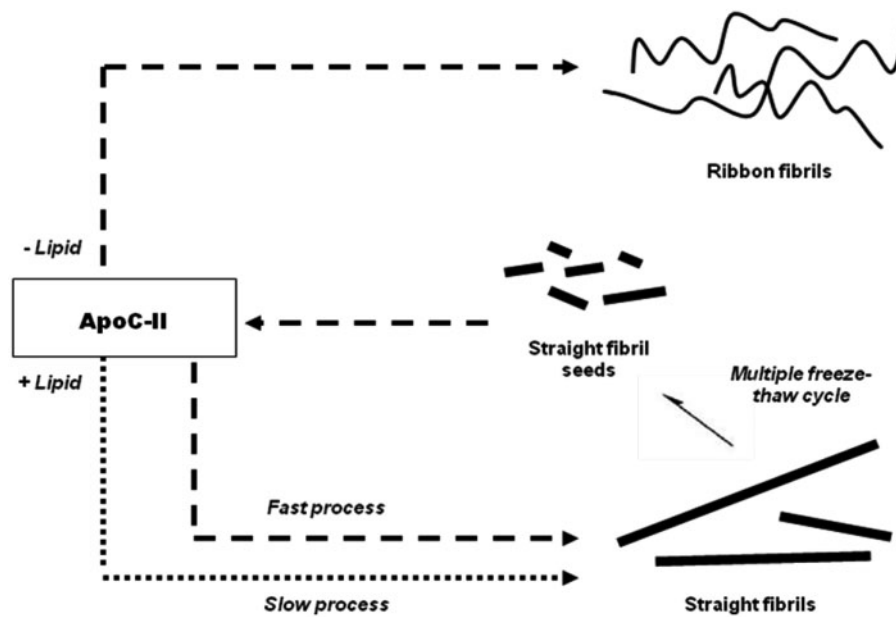 Ribbon fibrils
- Lipid
ApoC-II
+ Lipid
Straight fibril
seeds
Multiple freeze-
thaw cycle
Fast process
Slow process
Straight fibrils